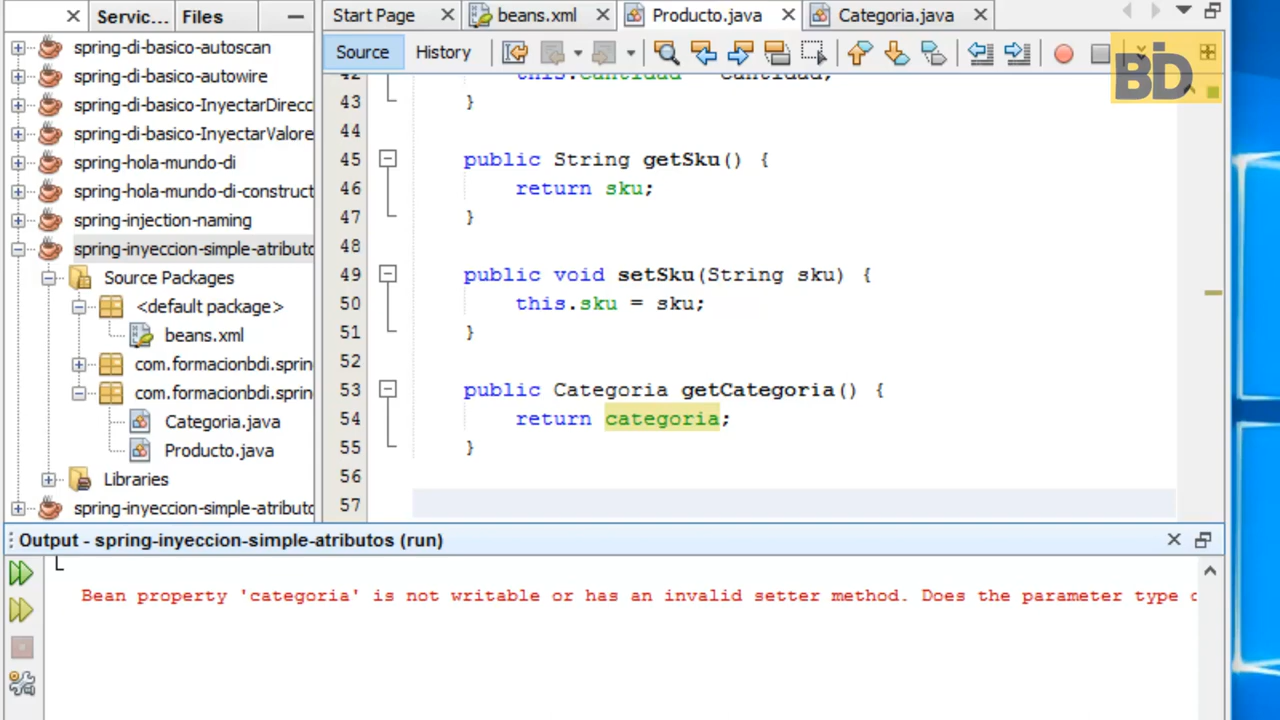 Servic... Files
spring-di-basico-autoscan
spring-di-basico-autowire
spring-di-basico-InyectarDirecc
spring-di-basico-InyectarValore
spring-hola-mundo-di
spring-hola-mundo-di-construct
spring-injection-naming
spring-inyeccion-simple-atributo
Source Packages
<default package>
beans.xml
com.formacionbdi.sprin
com.formacionbdi.sprin
Categoria.java
Producto.java
Libraries
spring-inyeccion-simple-atributo
Start Page beans.xml Producto.java Categoria.java
Source History
BD
42 this.cantidad = cantidad;
43 }
44
45 public String getSku() {
46 return sku;
47 }
48
49 public void setSku(String sku) {
50 this.sku = sku;
51 }
52
53 public Categoria getCategoria() {
54 return categoria;
55 }
56
57
Output - spring-inyeccion-simple-atributos (run)
Bean property 'categoria' is not writable or has an invalid setter method. Does the parameter type